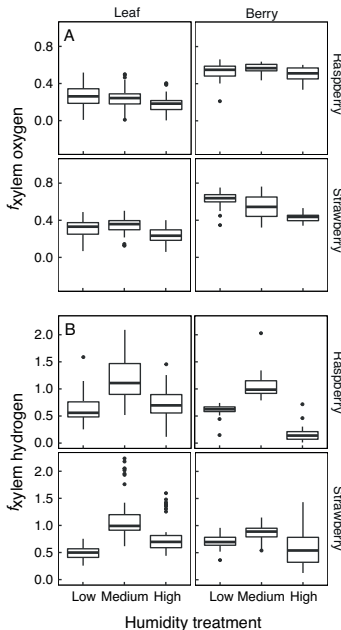 Leaf Berry
A
0.8
0.4
0.0
Raspberry
0.8
0.4
0.0
Strawberry
fxylem oxygen
B
2.0
1.5
1.0
0.5
0.0
Raspberry
2.0
1.5
1.0
0.5
0.0
Strawberry
fxylem hydrogen
Low Medium High Low Medium High
Humidity treatment